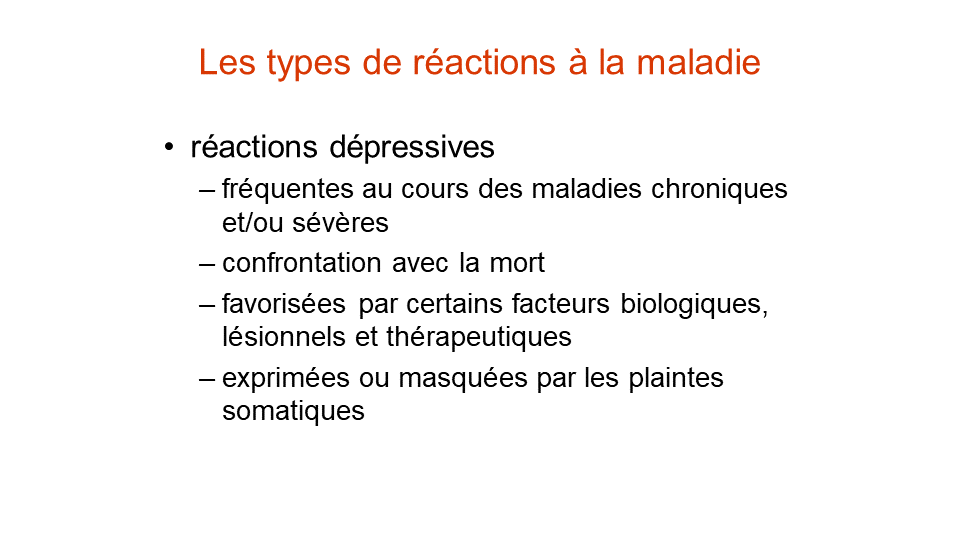 Les types de réactions à la maladie
• réactions dépressives
– fréquentes au cours des maladies chroniques
et/ou sévères
– confrontation avec la mort
– favorisées par certains facteurs biologiques,
lésionnels et thérapeutiques
– exprimées ou masquées par les plaintes
somatiques